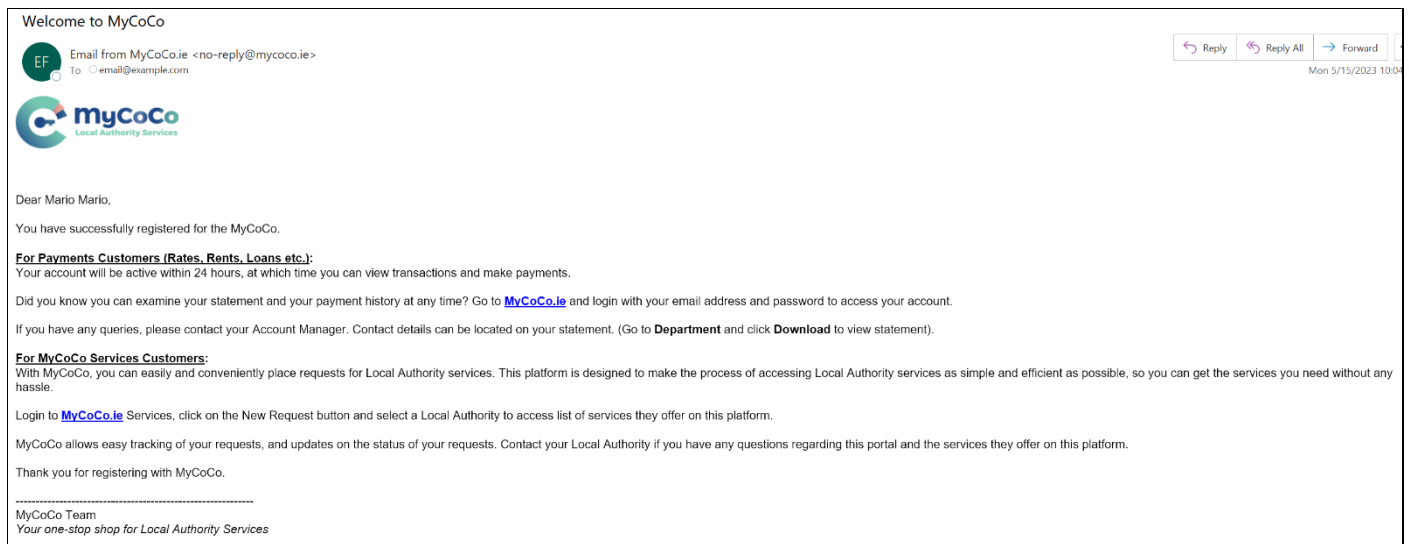 Welcome to MyCoCo
EF
Email from MyCoCo.ie <no-reply@mycoco.ie>
To email@example.com
Reply
Reply All
Forward
Mon 5/15/2023 10:04
MyCoCo
Local Authority Services
Dear Mario Mario,
You have successfully registered for the MyCoCo.
For Payments Customers (Rates, Rents, Loans etc.):
Your account will be active within 24 hours, at which time you can view transactions and make payments.
Did you know you can examine your statement and your payment history at any time? Go to MyCoCo.ie and login with your email address and password to access your account.
If you have any queries, please contact your Account Manager. Contact details can be located on your statement. (Go to Department and click Download to view statement).
For MyCoCo Services Customers:
With MyCoCo, you can easily and conveniently place requests for Local Authority services. This platform is designed to make the process of accessing Local Authority services as simple and efficient as possible, so you can get the services you need without any
hassle.
Login to MyCoCo.ie Services, click on the New Request button and select a Local Authority to access list of services they offer on this platform.
MyCoCo allows easy tracking of your requests, and updates on the status of your requests. Contact your Local Authority if you have any questions regarding this portal and the services they offer on this platform.
Thank you for registering with MyCoCo.
------------------------------------------------------------
MyCoCo Team
Your one-stop shop for Local Authority Services